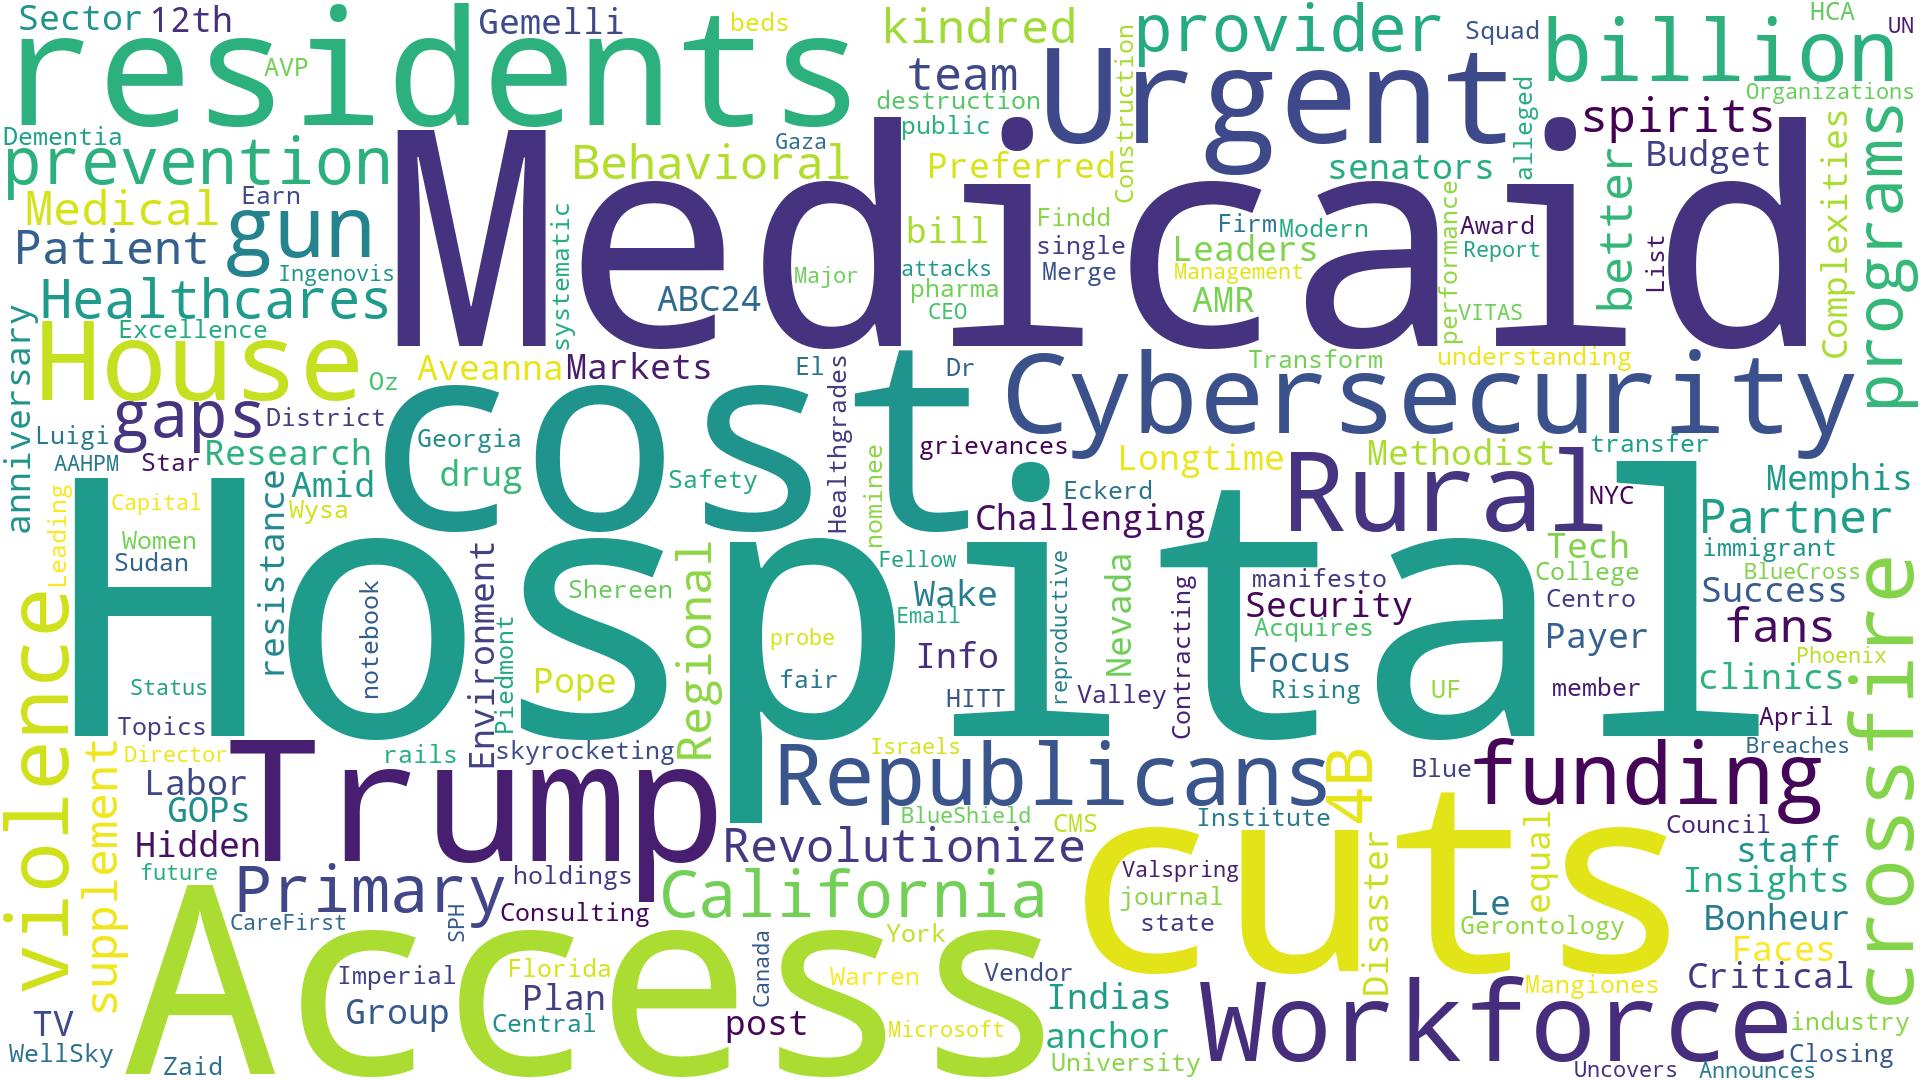 Sector
12th
Gemelli
beds
kindred
provider
Squad
billion
HCA
UN
residents
AVP
team
Urgent
Construction
destruction
public
alleged
Organizations
spirits
Dementia
prevention
Gaza
Behavioral
Preferred
senators
Budget
better
Complexities
programs
Medicaid
Medical
Earn
gun
Patient
Ingenovis
Healthcares
systematic
ABC24
Major
bill
attacks
pharma
CEO
Findd
single
Merge
Firm
Modern
Leaders
Management
AMR
performance
Award
Report
VITAS
List
anniversary
Excellence
House
Oz
Aveanna
Markets
El
Healthgrades
Dr
Transform
understanding
Cybersecurity
gaps
District
cost
Georgia
drug
Safety
nominee
grievances
Longtime
Methodist
transfer
Luigi
AAHPM
Star
Research
Amid
Wysa
resistance
Eckerd
Challenging
Rural
NYC
Memphis
Partner
Leading
Capital
Women
Sudan
Hospital
notebook
Environment
Piedmont
Shereen
Regional
Pope
probe
fair
Fellow
Wake
Email
Info
HITT
reproductive
Nevada
Valley
Contracting
manifesto
Security
Acquires
Focus
Rising
UF
Tech
College
Centro
Payer
member
immigrant
BlueCross
Success
fans
Phoenix
clinics
April
crossfire
violence
Status
Topics
Director
Labor
GOPs
Hidden
future
supplement
Trump
rails
skyrocketing
Israels
Republicans
BlueShield
CMS
Institute
4B
Blue
funding
Breaches
Council
staff
Insights
Bonheur
Faces
Critical
Revolutionize
Primary
holdings
Consulting
CareFirst
SPH
California
cuts
Valspring
journal
state
Disaster
equal
Le
Gerontology
Mangiones
Access
Imperial
Group
Florida
Plan
Central
Canada
post
York
Warren
Microsoft
Vendor
Indias
anchor
University
Workforce
industry
Closing
Uncovers
Announces
TV
WellSky
Zaid